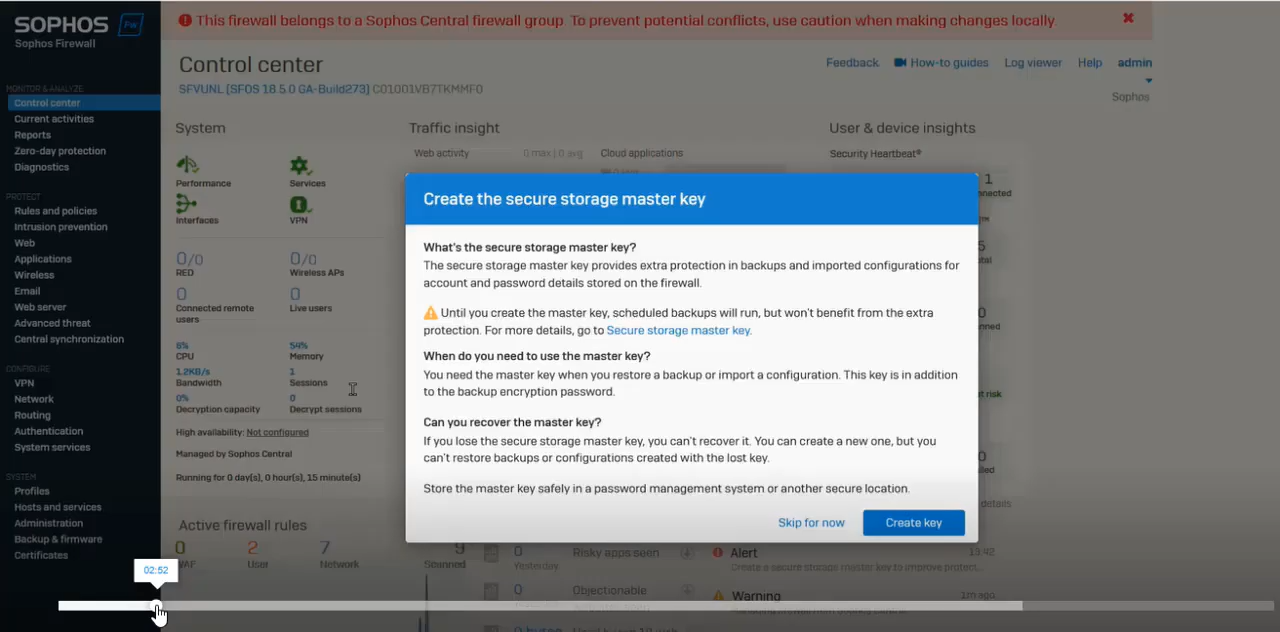 SOPHOS Fw
Sophos Firewall
This firewall belongs to a Sophos Central firewall group. To prevent potential conflicts, use caution when making changes locally.
Control center
Feedback How-to guides Log viewer Help admin
SFVUNL (SFOS 18.5.0 GA-Build273) C01001VB7TKMMF0
Sophos
MONITOR & ANALYZE
Control center
Current activities
Reports
Zero-day protection
Diagnostics
PROTECT
Rules and policies
Intrusion prevention
Web
Applications
Wireless
Email
Web server
Advanced threat
Central synchronization
CONFIGURE
VPN
Network
Routing
Authentication
System services
SYSTEM
Profiles
Hosts and services
Administration
Backup & firmware
Certificates
System
Performance Services
Interfaces VPN
0/0 0/0
RED Wireless APs
0 0
Connected remote users Live users
6% 54%
CPU Memory
1.2KB/s 1
Bandwidth Sessions
0% 0
Decryption capacity Decrypt sessions
High availability: Not configured
Managed by Sophos Central
Running for 0 day(s), 0 hour(s), 15 minute(s)
Traffic insight
Web activity 0 max | 0 avg Cloud applications
User & device insights
Security Heartbeat®
1
Create the secure storage master key
What's the secure storage master key?
The secure storage master key provides extra protection in backups and imported configurations for
account and password details stored on the firewall.
Until you create the master key, scheduled backups will run, but won't benefit from the extra
protection. For more details, go to Secure storage master key.
When do you need to use the master key?
You need the master key when you restore a backup or import a configuration. This key is in addition
to the backup encryption password.
Can you recover the master key?
If you lose the secure storage master key, you can't recover it. You can create a new one, but you
can't restore backups or configurations created with the lost key.
Store the master key safely in a password management system or another secure location.
Skip for now Create key
details
Active firewall rules
0 2 7 9
WAF User Network Scanned
0 Risky apps seen
Yesterday
0 Objectionable
Alert 19:42
Create a secure storage master key to improve protect...
Warning 1m ago
02:52